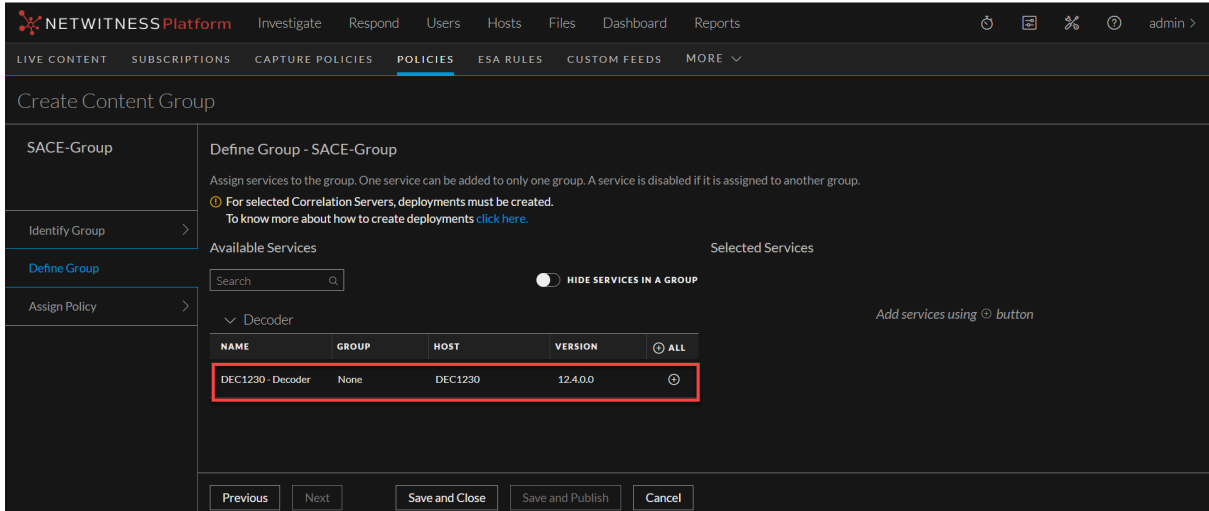 NETWITNESS Platform Investigate Respond Users Hosts Files Dashboard Reports admin >
LIVE CONTENT SUBSCRIPTIONS CAPTURE POLICIES POLICIES ESA RULES CUSTOM FEEDS MORE
Create Content Group
SACE-Group
Identify Group
Define Group
Assign Policy
Define Group - SACE-Group
Assign services to the group. One service can be added to only one group. A service is disabled if it is assigned to another group.
For selected Correlation Servers, deployments must be created.
To know more about how to create deployments click here.
Available Services
Search
HIDE SERVICES IN A GROUP
Decoder
NAME GROUP HOST VERSION ALL
DEC1230 - Decoder None DEC1230 12.4.0.0
Selected Services
Add services using ⊕ button
Previous Next Save and Close Save and Publish Cancel